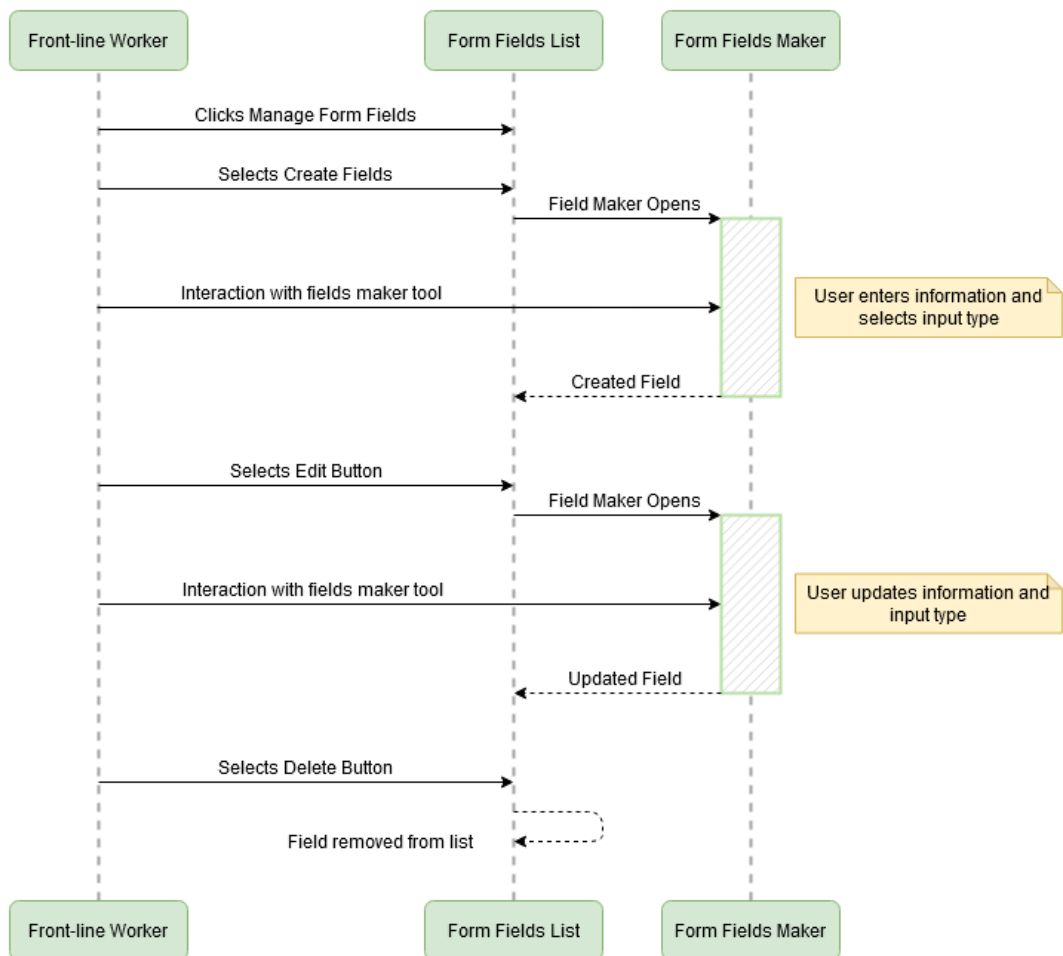 Front-line Worker
Form Fields List
Form Fields Maker
Clicks Manage Form Fields
Selects Create Fields
Field Maker Opens
Interaction with fields maker tool
User enters information and
selects input type
Created Field
Selects Edit Button
Field Maker Opens
Interaction with fields maker tool
User updates information and
input type
Updated Field
Selects Delete Button
Field removed from list
Front-line Worker
Form Fields List
Form Fields Maker